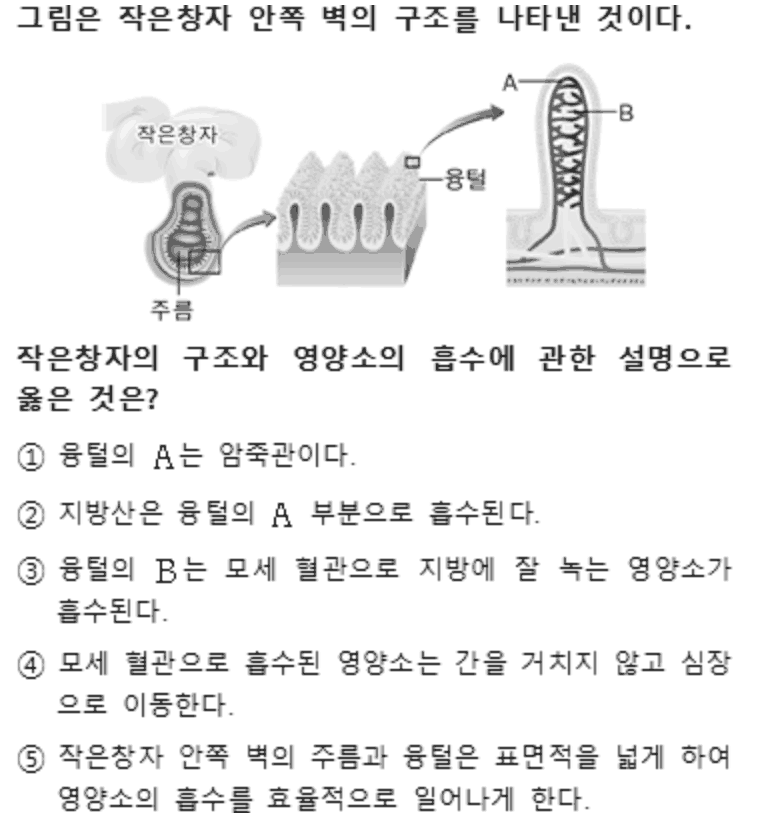 그림은 작은창자 안쪽 벽의 구조를 나타낸 것이다.
A
B
작은창자
융털
주름
작은창자의 구조와 영양소의 흡수에 관한 설명으로
옳은 것은?
① 융털의 A는 암죽관이다.
② 지방산은 융털의 A 부분으로 흡수된다.
③ 융털의 B는 모세 혈관으로 지방에 잘 녹는 영양소가
흡수된다.
④ 모세 혈관으로 흡수된 영양소는 간을 거치지 않고 심장
으로 이동한다.
⑤ 작은창자 안쪽 벽의 주름과 융털은 표면적을 넓게 하여
영양소의 흡수를 효율적으로 일어나게 한다.